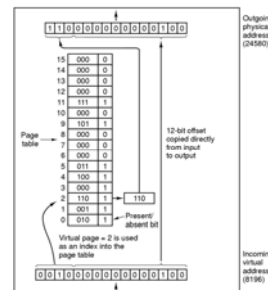 1 1 0 0 0 0 0 0 0 0 0 0 1 0 0
Outgoin
physica
address
(24580)
15 000 0
14 000 0
13 000 0
12 000 0
11 111 1
10 000 0
9 101 1
8 000 0
7 000 0
6 000 0
5 011 1
4 100 1
3 000 1
2 110 1
1 001 1
0 010 1
Page
table
12-bit offset
copied directly
from input
to output
110
Present/
absent bit
Virtual page = 2 is used
as an index into the
page table
0 0 1 0 0 0 0 0 0 0 0 0 0 1 0 0
Incomin
virtual
address
(8196)